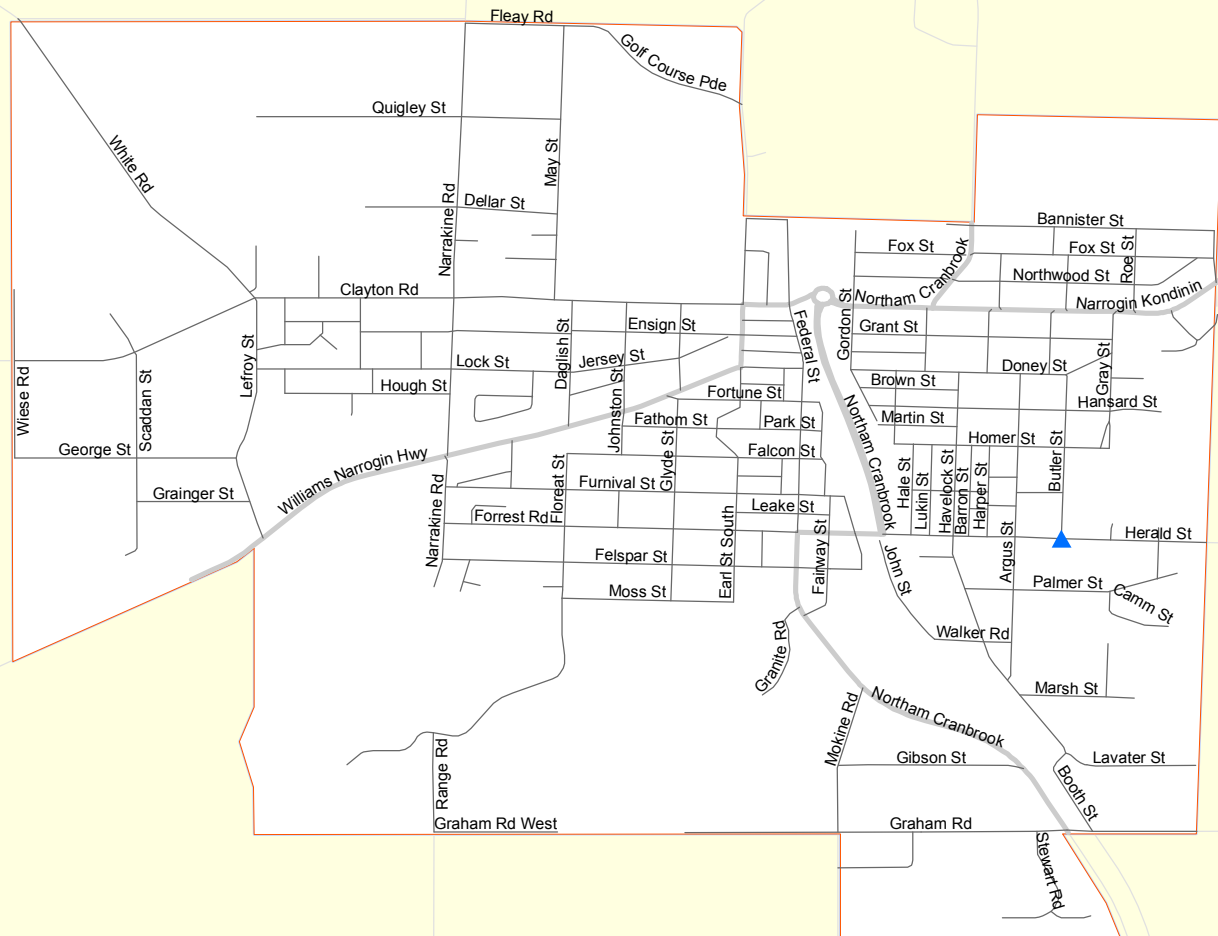 Fleay Rd
Golf Course Pde
Quigley St
White Rd
May St
Narrakine Rd
Dellar St
Bannister St
Fox St
Fox St
Roe St
Northam Cranbrook
Northwood St
Clayton Rd
Narrogin Kondinin
Ensign St
Federal St
Gordon St
Grant St
Lefroy St
Daglish St
Jersey St
Lock St
Doney St
Gray St
Wiese Rd
Scaddan St
Hough St
Johnston St
Fortune St
Brown St
Hansard St
Martin St
Northam Cranbrook
Fathom St
Park St
Homer St
George St
Falcon St
Williams Narrogin Hwy
Glyde St
Butler St
Grainger St
Narrakine Rd
Floreat St
Furnival St
Hale St
Lukin St
Havelock St
Barron St
Harper St
Leake St
Forrest Rd
Earl St South
Fairway St
Argus St
Herald St
Felspar St
John St
Palmer St
Moss St
Camm St
Walker Rd
Granite Rd
Marsh St
Mokine Rd
Northam Cranbrook
Range Rd
Gibson St
Lavater St
Booth St
Graham Rd West
Graham Rd
Stewart Rd